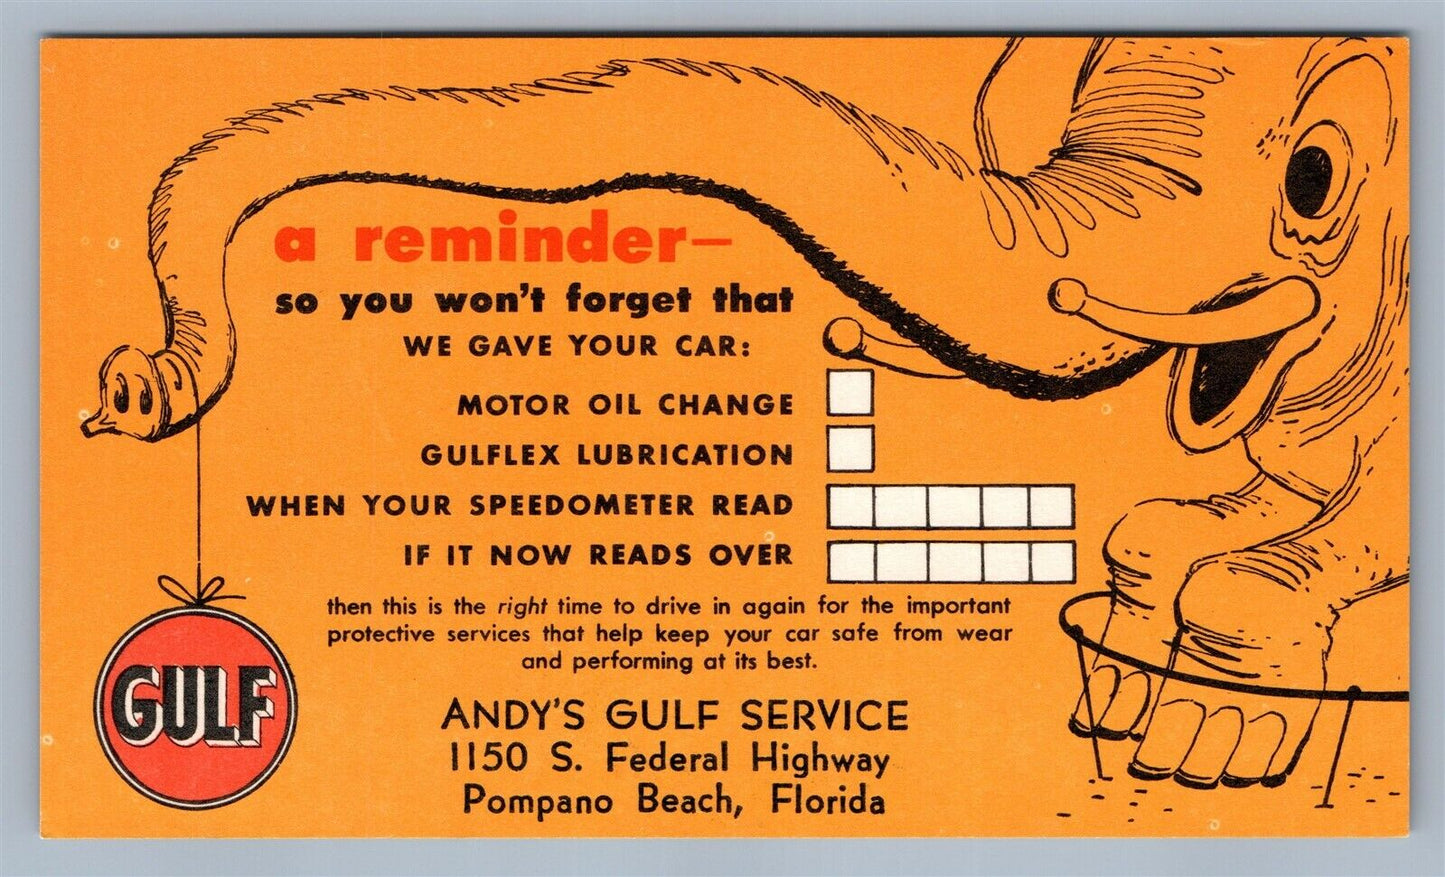 a reminder—
so you won't forget that
WE GAVE YOUR CAR:
MOTOR OIL CHANGE
GULFLEX LUBRICATION
WHEN YOUR SPEEDOMETER READ
IF IT NOW READS OVER
then this is the right time to drive in again for the important
protective services that help keep your car safe from wear
and performing at its best.
GULF
ANDY'S GULF SERVICE
1150 S. Federal Highway
Pompano Beach, Florida